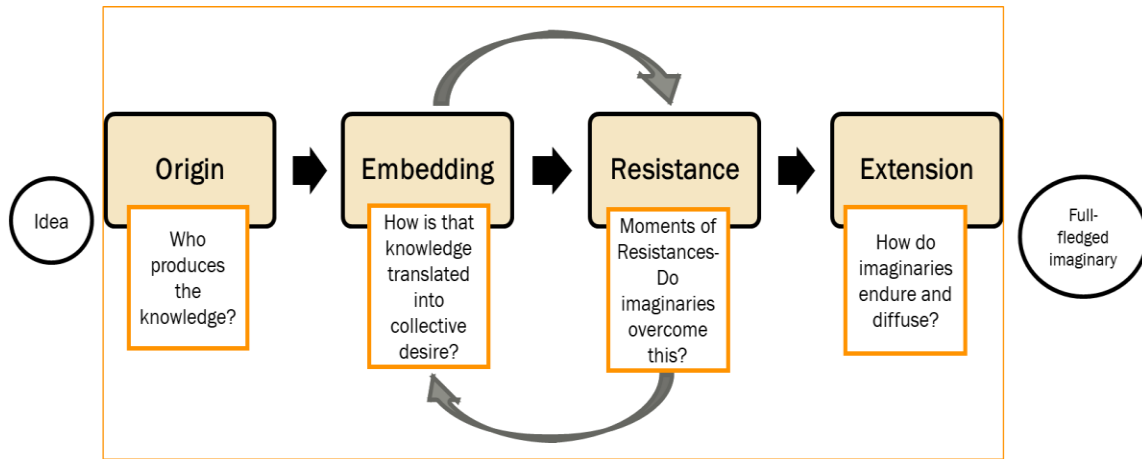 Idea
Origin
Who
produces
the
knowledge?
Embedding
How is that
knowledge
translated
into
collective
desire?
Resistance
Moments of
Resistances-
Do
imaginaries
overcome
this?
Extension
How do
imaginaries
endure and
diffuse?
Full-
fledged
imaginary